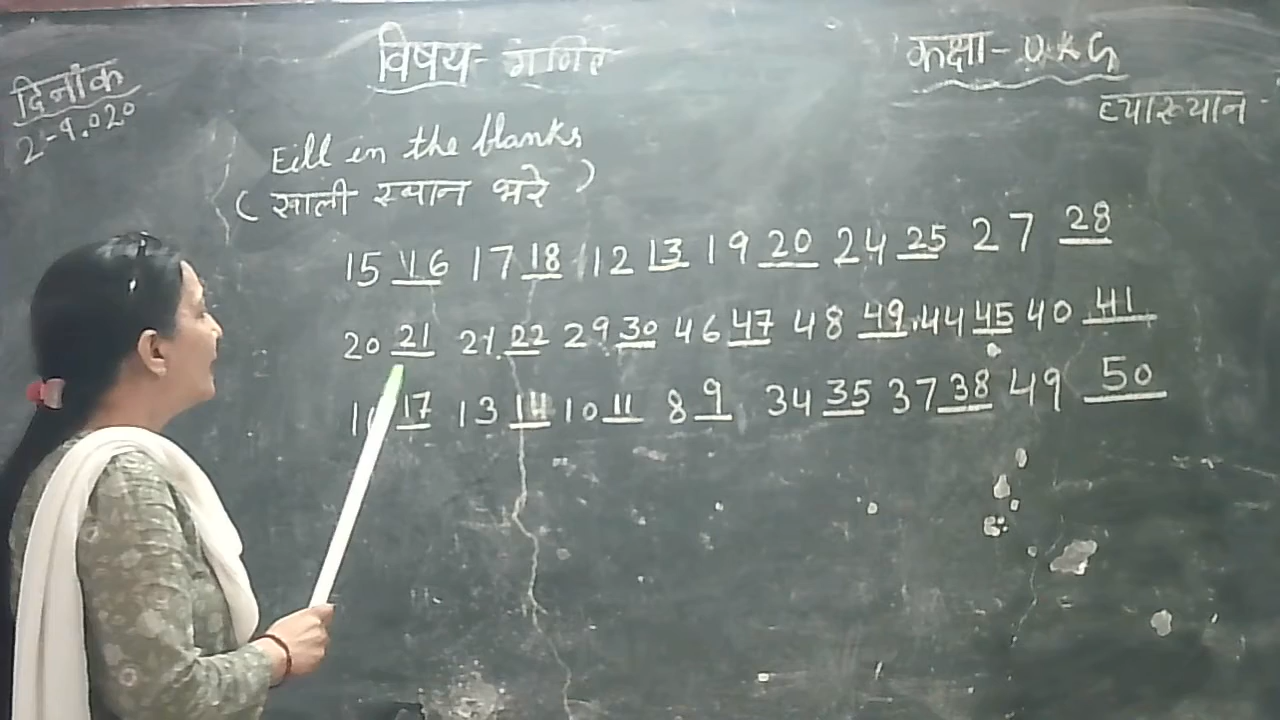 विषय- गणित
कक्षा- U.K.G
दिनांक
2-9.020
व्याख्यान
Fill in the blanks
( खाली स्थान भरे )
15 16 17 18 12 13 19 20 24 25 27 28
20 21 21 22 29 30 46 47 48 49 44 45 40 41
17 13 14 10 11 8 9 34 35 37 38 49 50